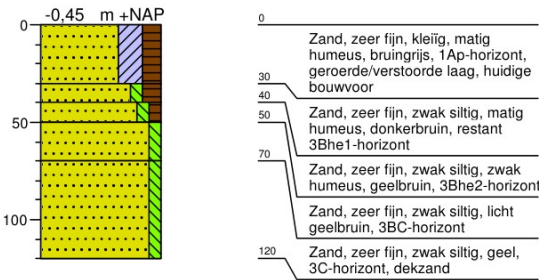 -0,45 m +NAP
0
50
100
0
Zand, zeer fijn, kleiïg, matig
humeus, bruingrijs, 1Ap-horizont,
geroerde/verstoorde laag, huidige
bouwvoor
30
40
Zand, zeer fijn, zwak siltig, matig
humeus, donkerbruin, restant
3Bhe1-horizont
50
Zand, zeer fijn, zwak siltig, zwak
humeus, geelbruin, 3Bhe2-horizont
70
Zand, zeer fijn, zwak siltig, licht
geelbruin, 3BC-horizont
120
Zand, zeer fijn, zwak siltig, geel,
3C-horizont, dekzand